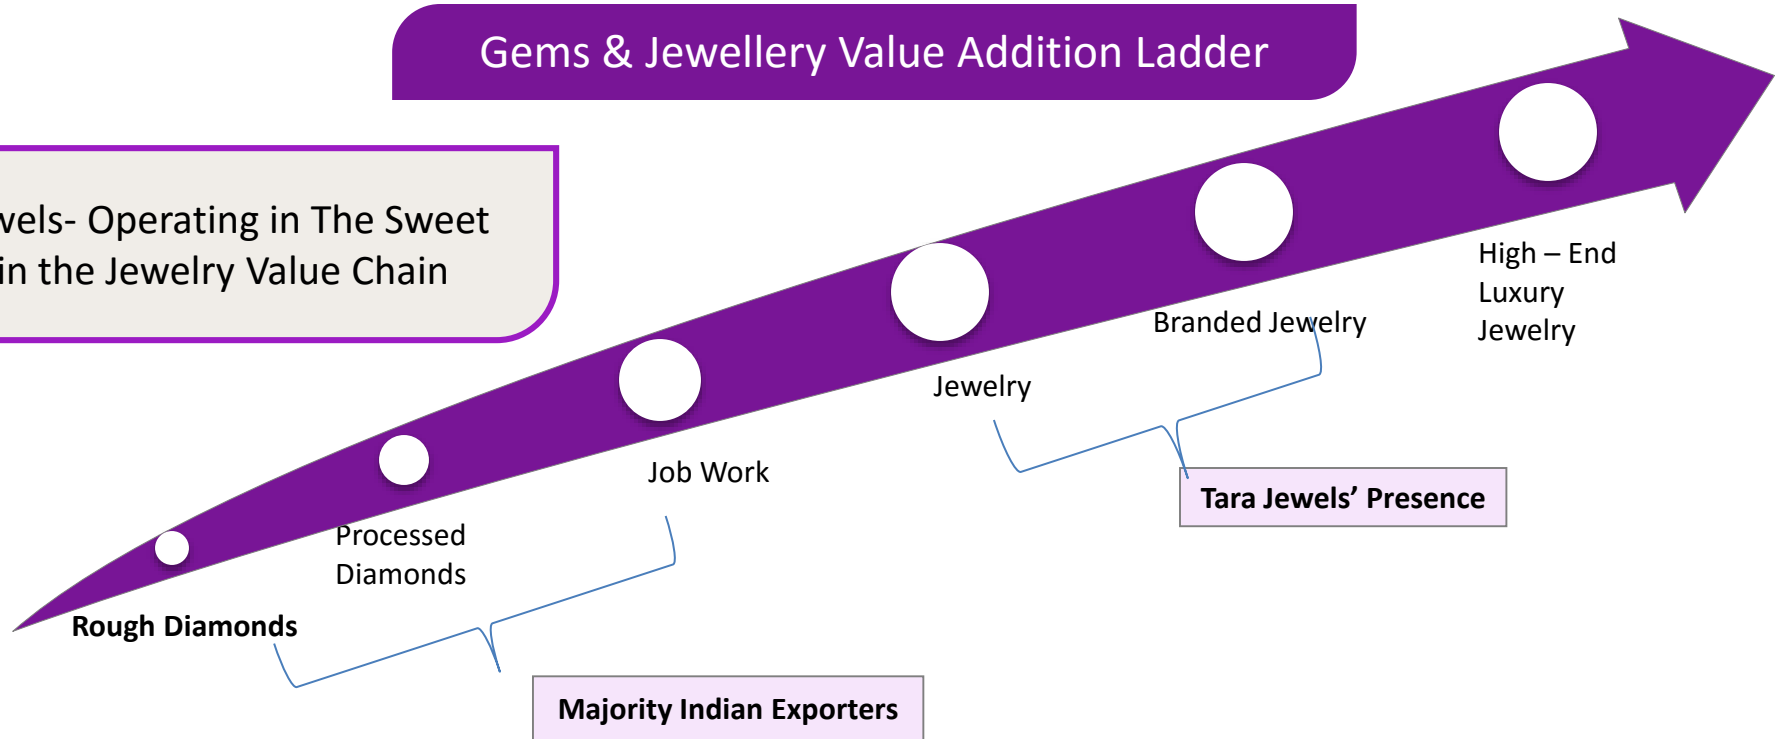 Gems & Jewellery Value Addition Ladder
wels- Operating in The Sweet
in the Jewelry Value Chain
High – End
Luxury
Jewelry
Branded Jewelry
Jewelry
Job Work
Tara Jewels’ Presence
Processed
Diamonds
Rough Diamonds
Majority Indian Exporters